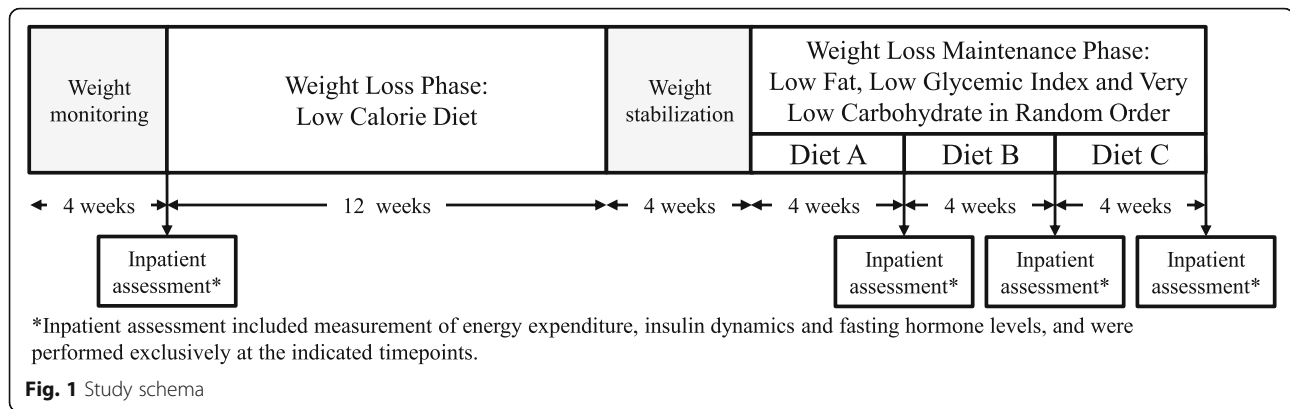 Weight
monitoring
Weight Loss Phase:
Low Calorie Diet
Weight
stabilization
Weight Loss Maintenance Phase:
Low Fat, Low Glycemic Index and Very
Low Carbohydrate in Random Order
Diet A
Diet B
Diet C
4 weeks
12 weeks
4 weeks
4 weeks
4 weeks
4 weeks
Inpatient
assessment*
Inpatient
assessment*
Inpatient
assessment*
Inpatient
assessment*
*Inpatient assessment included measurement of energy expenditure, insulin dynamics and fasting hormone levels, and were
performed exclusively at the indicated timepoints.
Fig. 1 Study schema